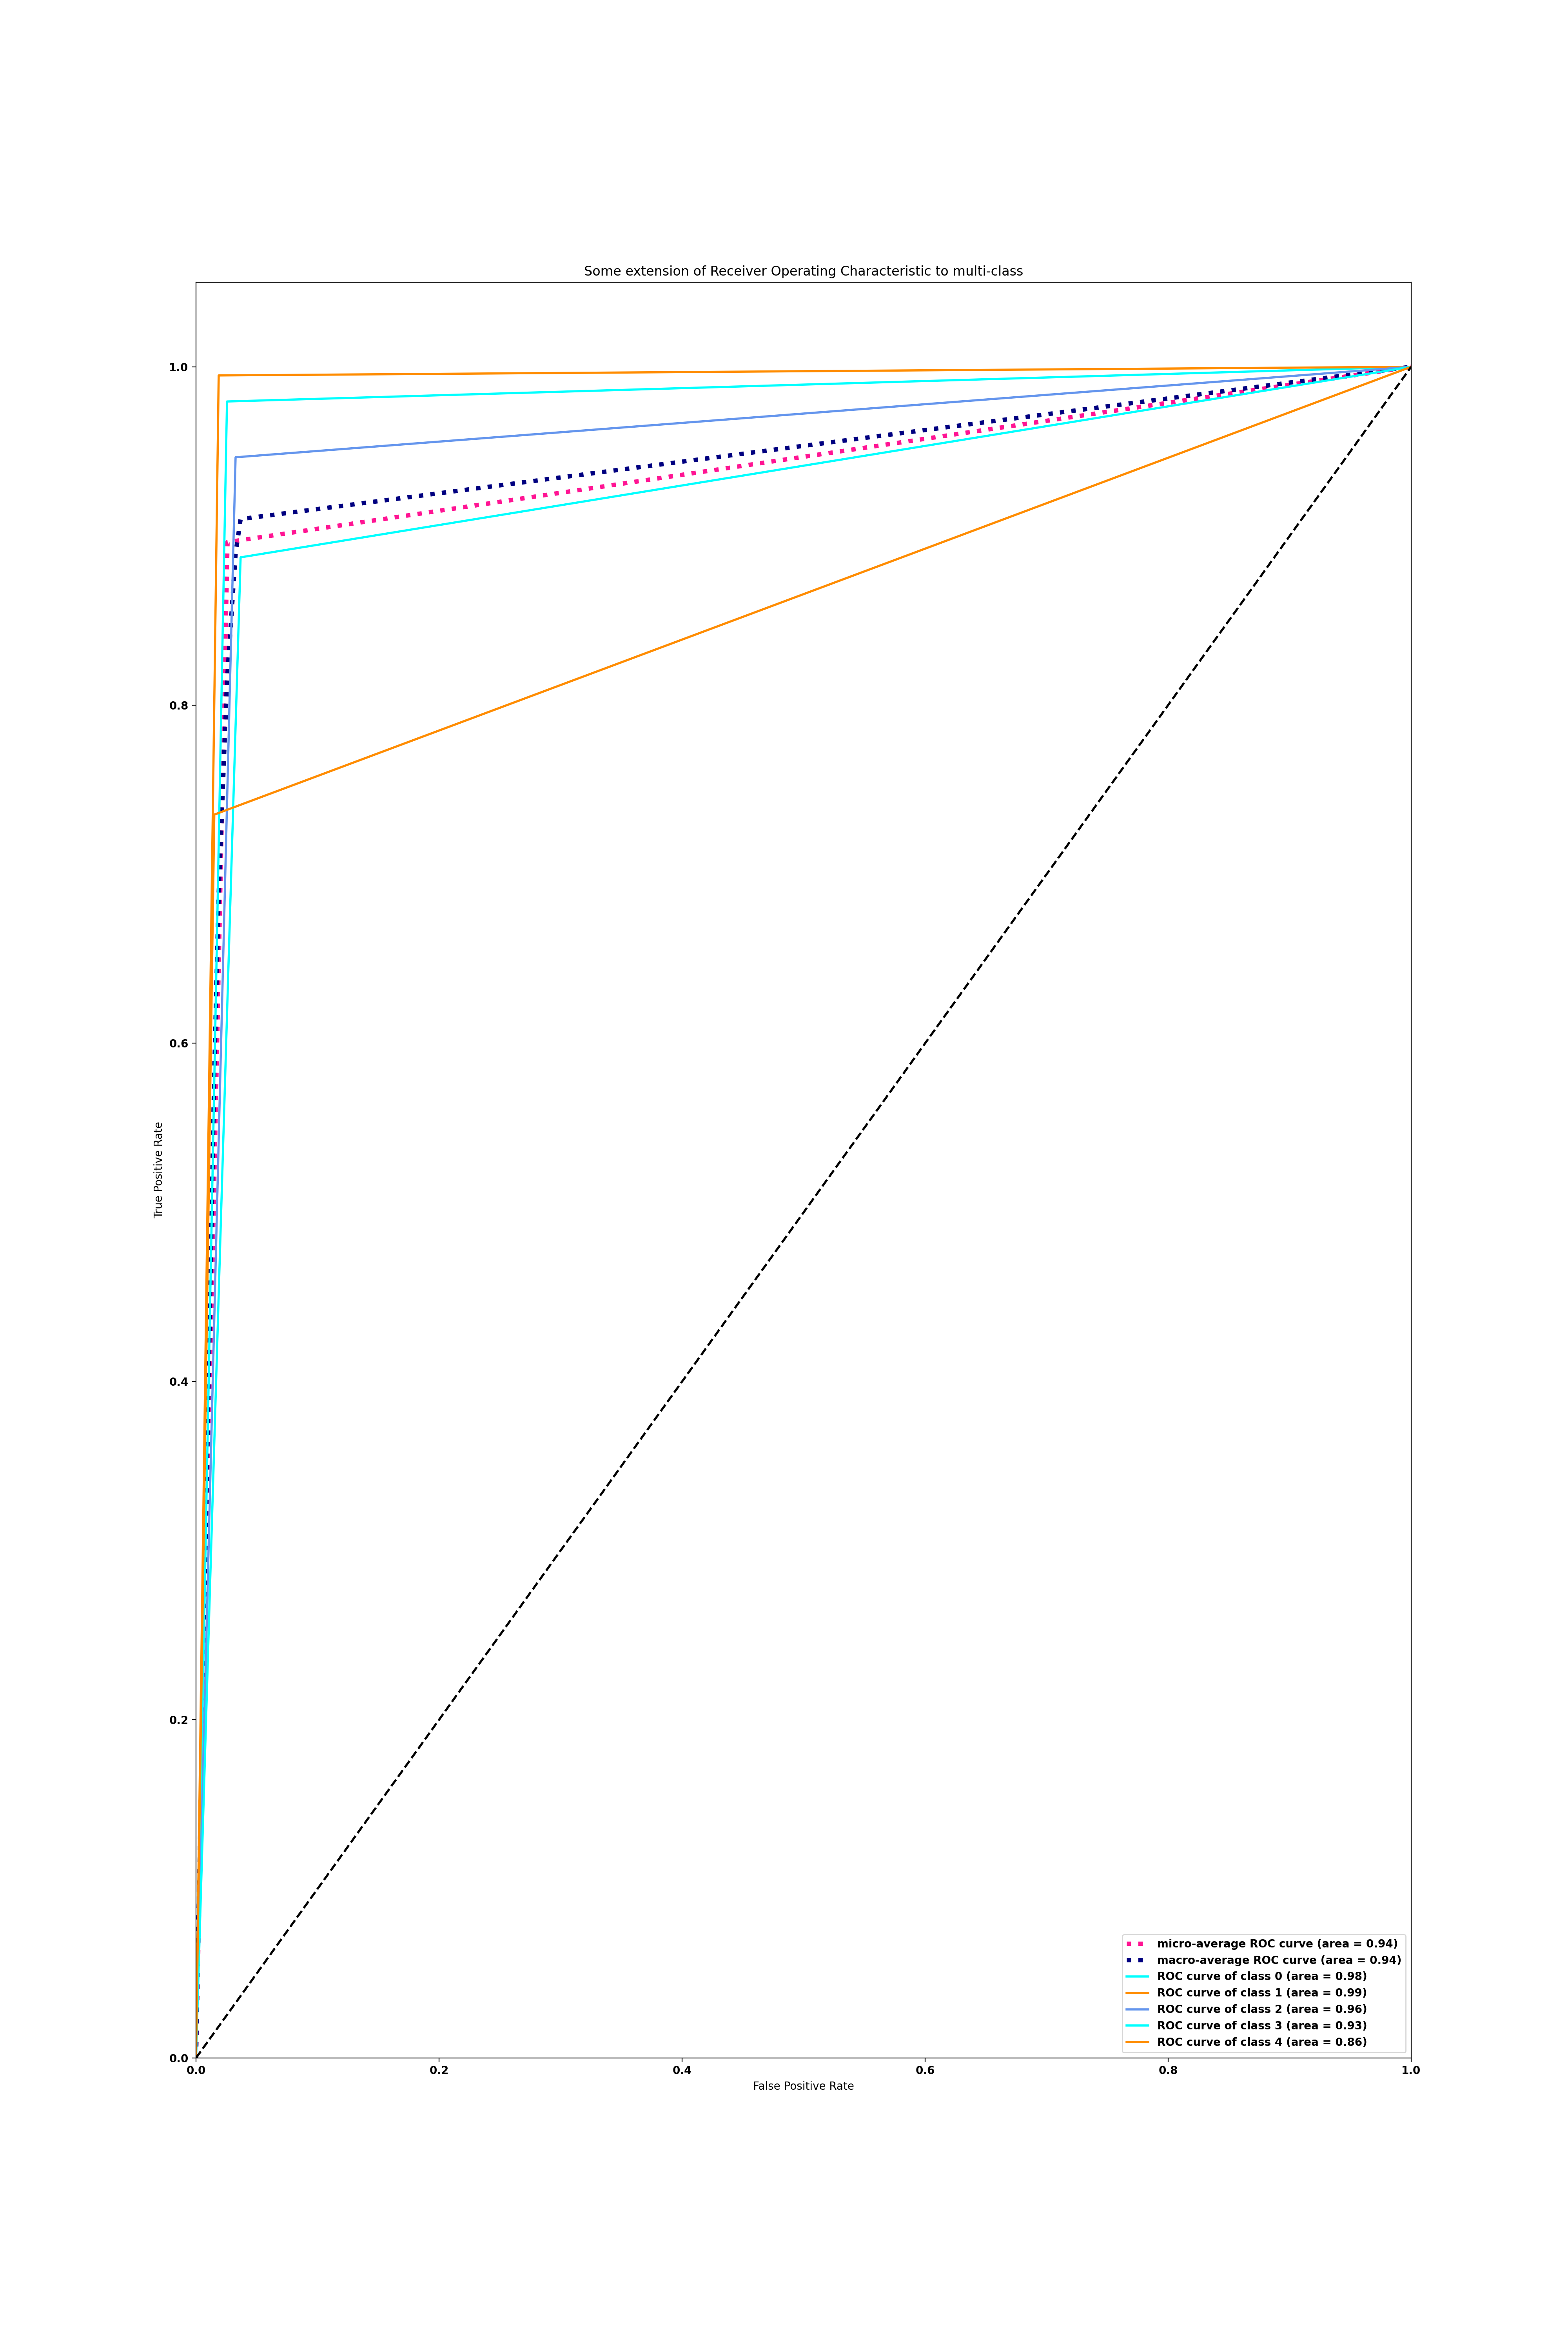 Some extension of Receiver Operating Characteristic to multi-class
1.0
0.8
0.6
0.4
0.2
0.0
True Positive Rate
0.0 0.2 0.4 0.6 0.8 1.0
False Positive Rate
micro-average ROC curve (area = 0.94)
macro-average ROC curve (area = 0.94)
ROC curve of class 0 (area = 0.98)
ROC curve of class 1 (area = 0.99)
ROC curve of class 2 (area = 0.96)
ROC curve of class 3 (area = 0.93)
ROC curve of class 4 (area = 0.86)